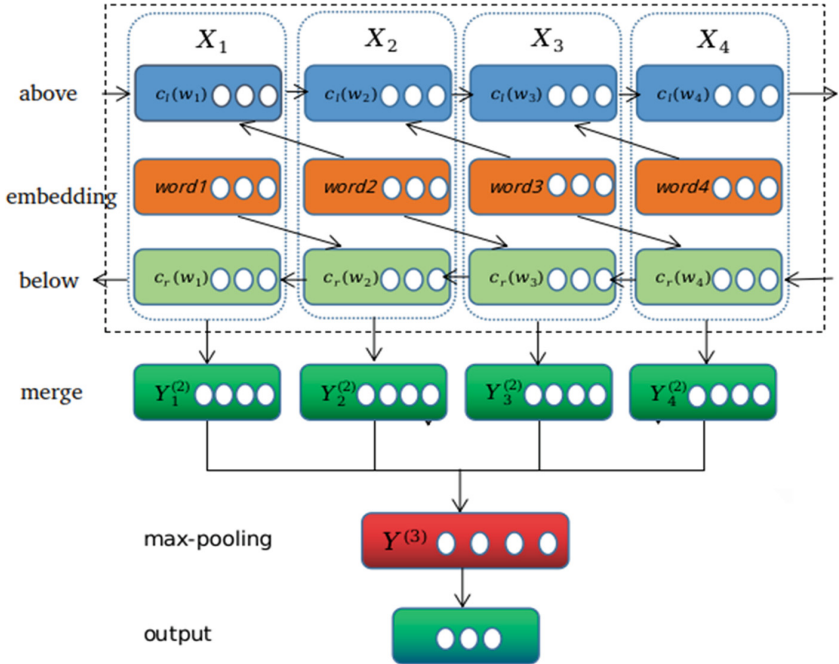 X₁ X₂ X₃ X₄
above cₗ(w₁) cₗ(w₂) cₗ(w₃) cₗ(w₄)
embedding word1 word2 word3 word4
below cᵣ(w₁) cᵣ(w₂) cᵣ(w₃) cᵣ(w₄)
merge Y₁⁽²⁾ Y₂⁽²⁾ Y₃⁽²⁾ Y₄⁽²⁾
max-pooling Y⁽³⁾
output